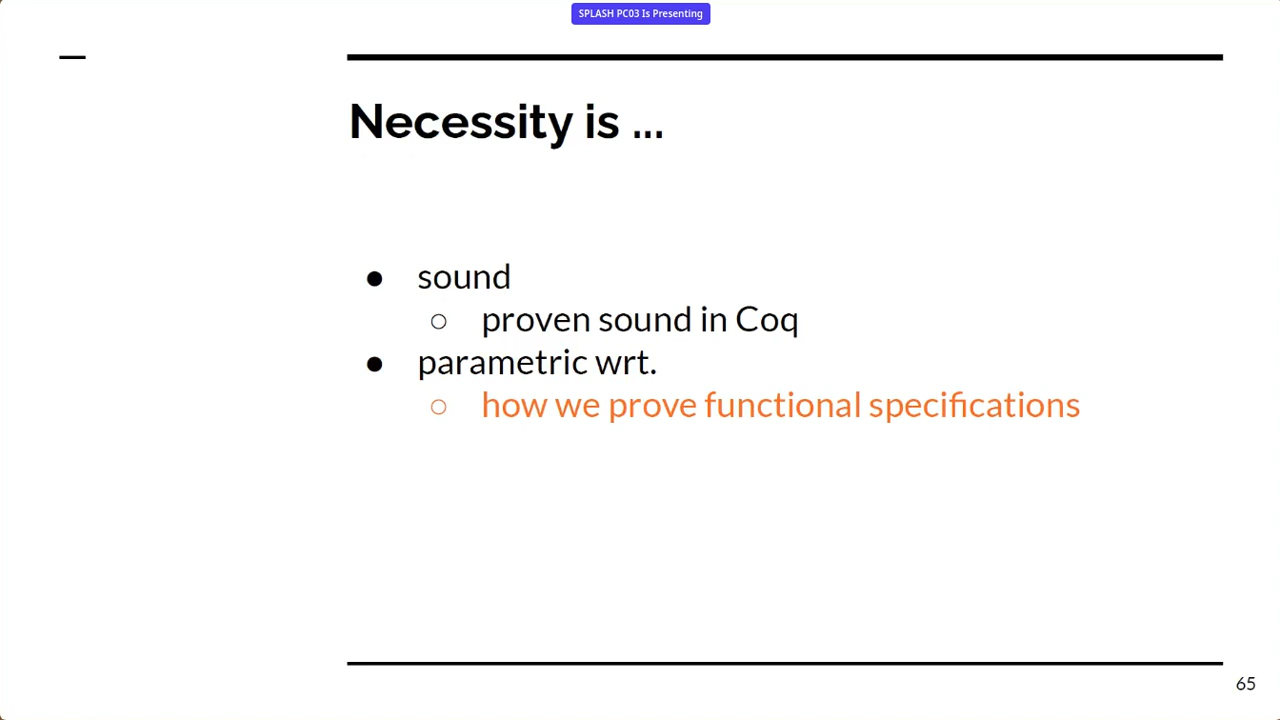 SPLASH PC03 Is Presenting
Necessity is ...
● sound
○ proven sound in Coq
● parametric wrt.
○ how we prove functional specifications
65